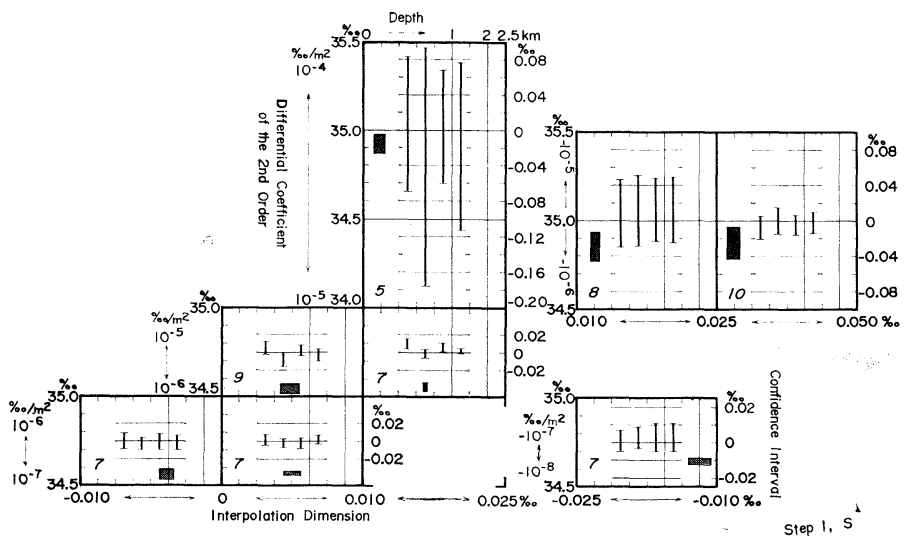 Depth
‰ 0 → 1 2 2.5 km
35.5 ‰
‰/m² 10⁻⁴
0.08
0.04
35.0 0
-0.04
-0.08
34.5
-0.12
-0.16
10⁻⁵ 34.0 5 -0.20
Differential Coefficient
of the 2nd Order
‰
35.5 ‰
-10⁻⁵ 0.08
0.04
35.0 0
-0.04
-10⁻⁶ 8 10 -0.08
34.5
0.010 0.025 0.050 ‰
‰
‰/m²
10⁻⁵
0.02
0
-0.02
10⁻⁶ 34.5 9 7
‰
‰/m² 35.0 ‰
10⁻⁶ 0.02
0
-0.02
10⁻⁷ 7 7
34.5
-0.010 0 0.010 0.025 ‰
Interpolation Dimension
‰
35.0 ‰
‰/m² 0.02
-10⁻⁷ 0
-10⁻⁸ 7 -0.02
34.5
-0.025 -0.010 ‰
Confidence Interval
Step 1, S